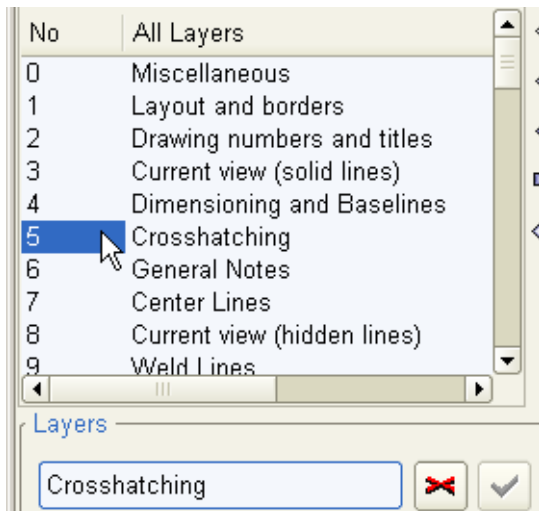 No All Layers
0 Miscellaneous
1 Layout and borders
2 Drawing numbers and titles
3 Current view (solid lines)
4 Dimensioning and Baselines
5 Crosshatching
6 General Notes
7 Center Lines
8 Current view (hidden lines)
9 Weld Lines
Layers
Crosshatching